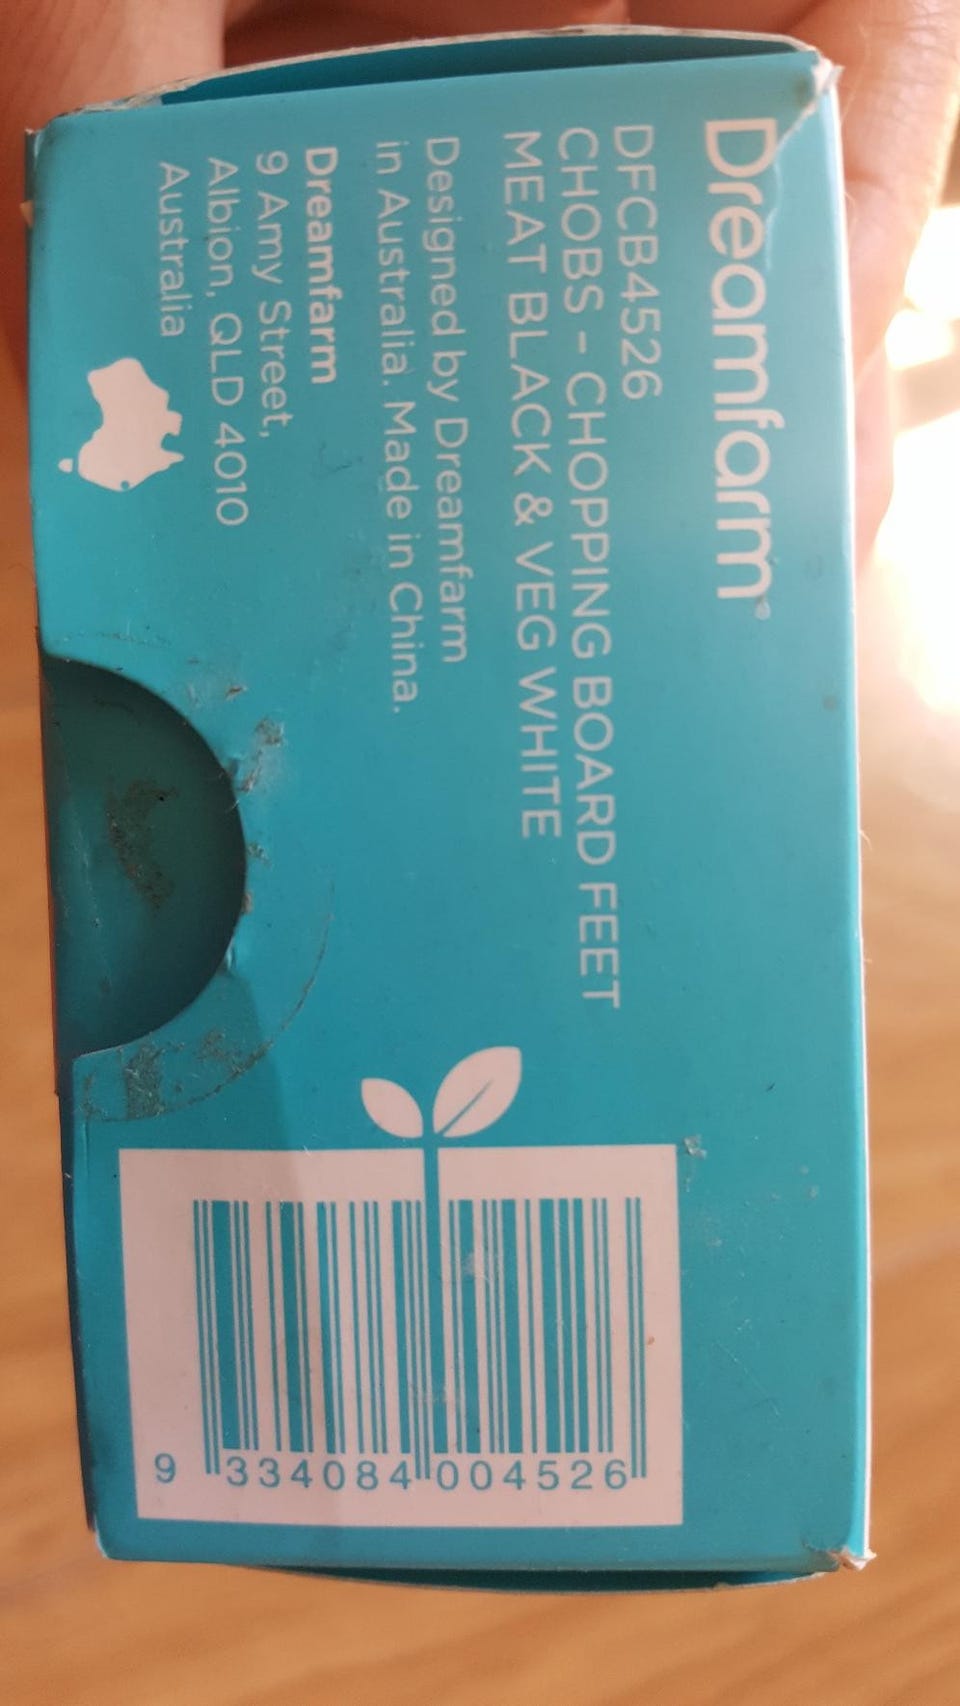 Dreamfarm®
DFCB4526
CHOBS - CHOPPING BOARD FEET
MEAT BLACK & VEG WHITE
Designed by Dreamfarm
in Australia. Made in China.
Dreamfarm
9 Amy Street,
Albion, QLD 4010
Australia
9 334084 004526